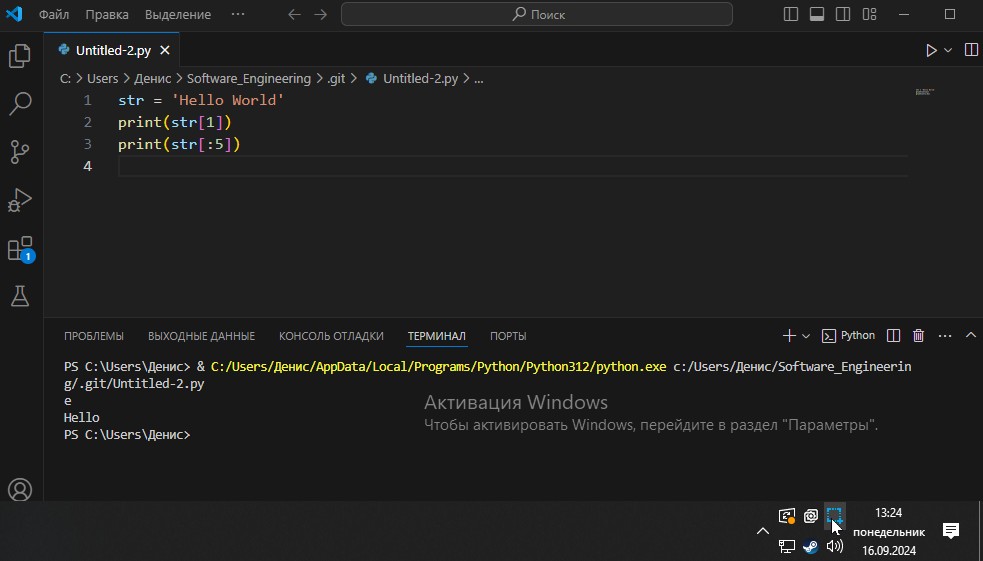 Файл Правка Выделение ··· Поиск
Untitled-2.py
C: > Users > Денис > Software_Engineering > .git > Untitled-2.py > ...
1 str = 'Hello World'
2 print(str[1])
3 print(str[:5])
4
1
ПРОБЛЕМЫ ВЫХОДНЫЕ ДАННЫЕ КОНСОЛЬ ОТЛАДКИ ТЕРМИНАЛ ПОРТЫ Python
PS C:\Users\Денис> & C:/Users/Денис/AppData/Local/Programs/Python/Python312/python.exe c:/Users/Денис/Software_Engineerin
g/.git/Untitled-2.py
e
Hello
PS C:\Users\Денис>
Активация Windows
Чтобы активировать Windows, перейдите в раздел "Параметры".
13:24
понедельник
16.09.2024